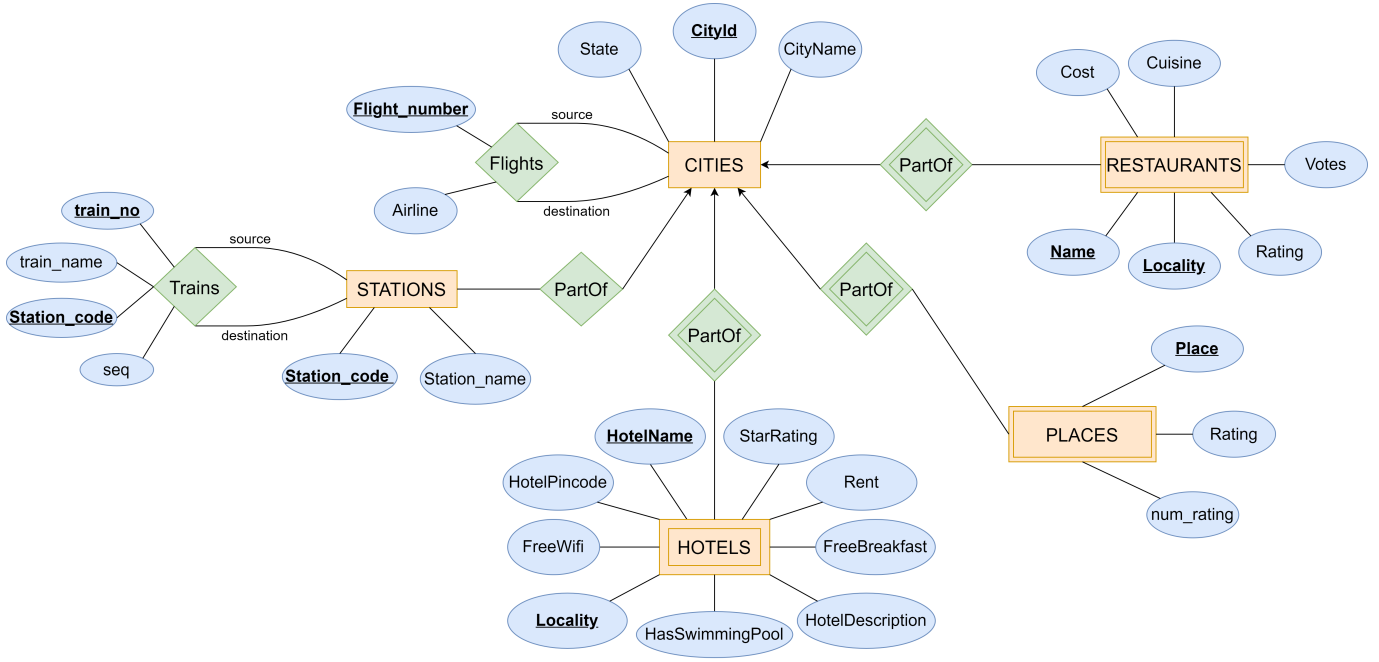 CityId
State
CityName
Cuisine
Cost
Flight_number
source
Flights
CITIES
PartOf
RESTAURANTS
Votes
Airline
destination
train_no
source
train_name
Trains
STATIONS
PartOf
PartOf
Name
Locality
Rating
Station_code
destination
PartOf
seq
Station_code
Station_name
Place
HotelName
StarRating
PLACES
Rating
HotelPincode
Rent
num_rating
FreeWifi
HOTELS
FreeBreakfast
Locality
HasSwimmingPool
HotelDescription